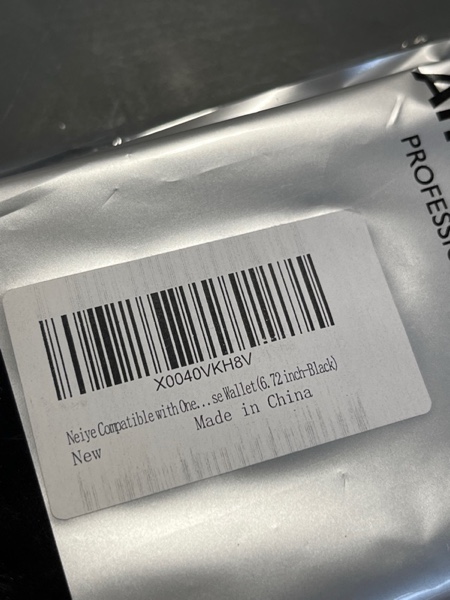 PROFESSI
X0040VKH8V
Neiye Compatible with One...se Wallet(6.72 inch-Black)
New
Made in China